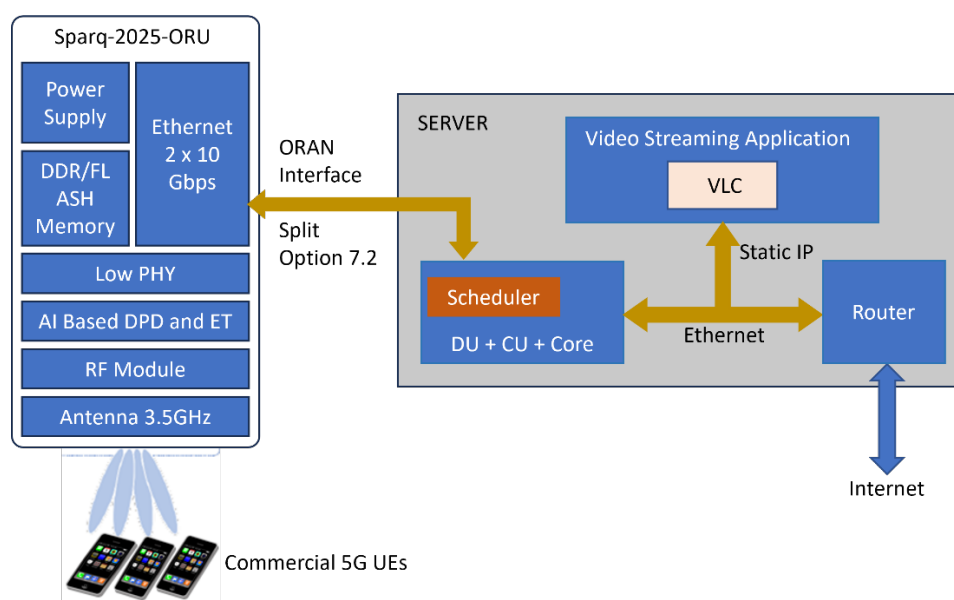 Sparq-2025-ORU
Power
Supply
Ethernet
2 x 10
Gbps
DDR/FL
ASH
Memory
Low PHY
AI Based DPD and ET
RF Module
Antenna 3.5GHz
Commercial 5G UEs
ORAN
Interface
Split
Option 7.2
SERVER
Video Streaming Application
VLC
Static IP
Scheduler
DU + CU + Core
Ethernet
Router
Internet